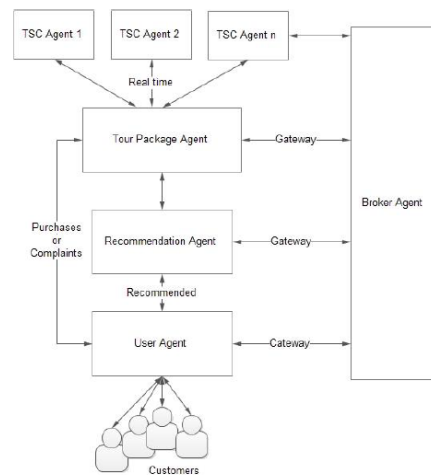 TSC Agent 1
TSC Agent 2
TSC Agent n
Real time
Tour Package Agent
Gateway
Purchases
or
Complaints
Broker Agent
Recommendation Agent
Gateway
Recommended
User Agent
Cateway
Customers